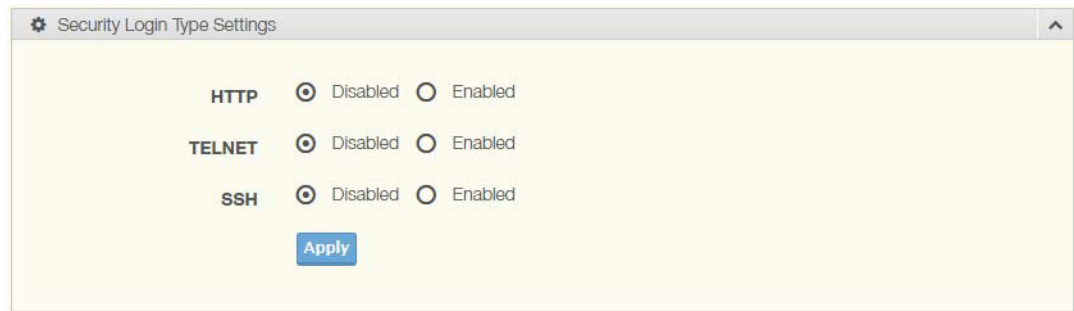 Security Login Type Settings
HTTP Disabled Enabled
TELNET Disabled Enabled
SSH Disabled Enabled
Apply